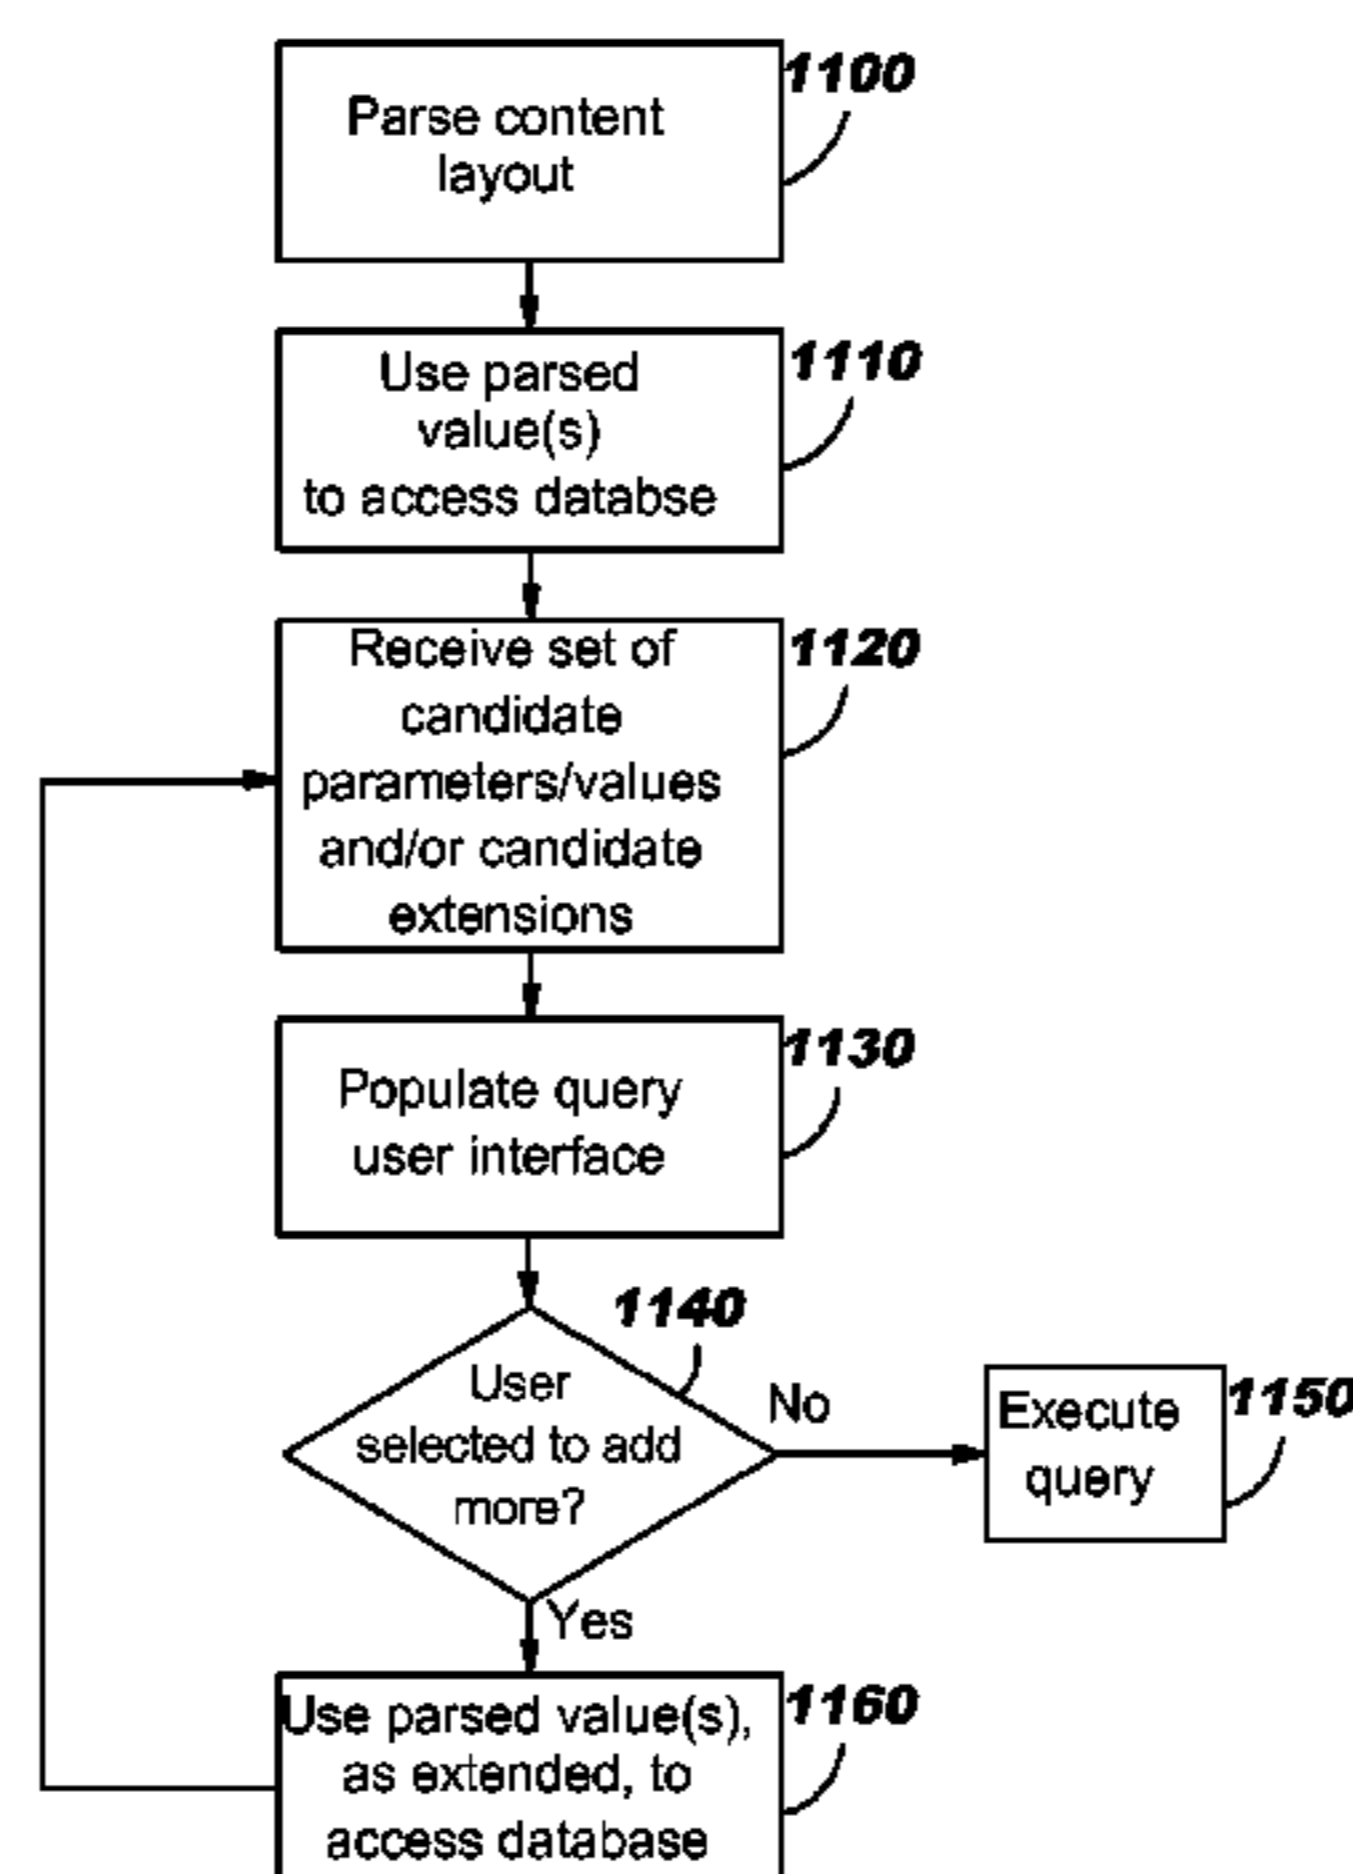 1100
Parse content
layout
1110
Use parsed
value(s)
to access databse
1120
Receive set of
candidate
parameters/values
and/or candidate
extensions
1130
Populate query
user interface
1140
User
selected to add
more?
No
Execute
query
1150
Yes
1160
Use parsed value(s),
as extended, to
access database